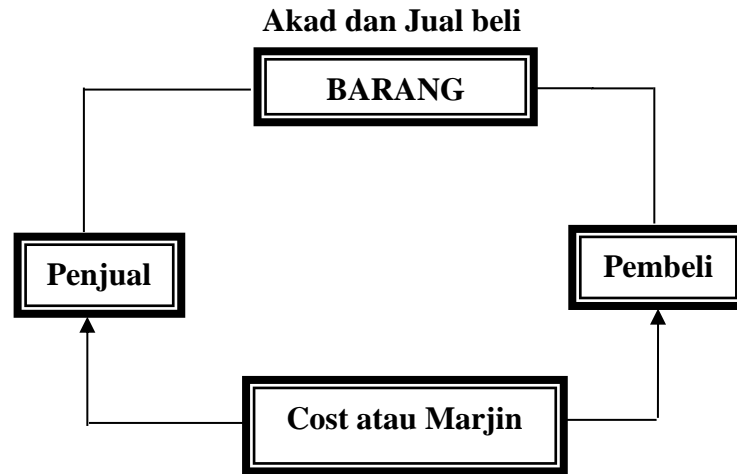 Akad dan Jual beli
BARANG
Penjual
Pembeli
Cost atau Marjin